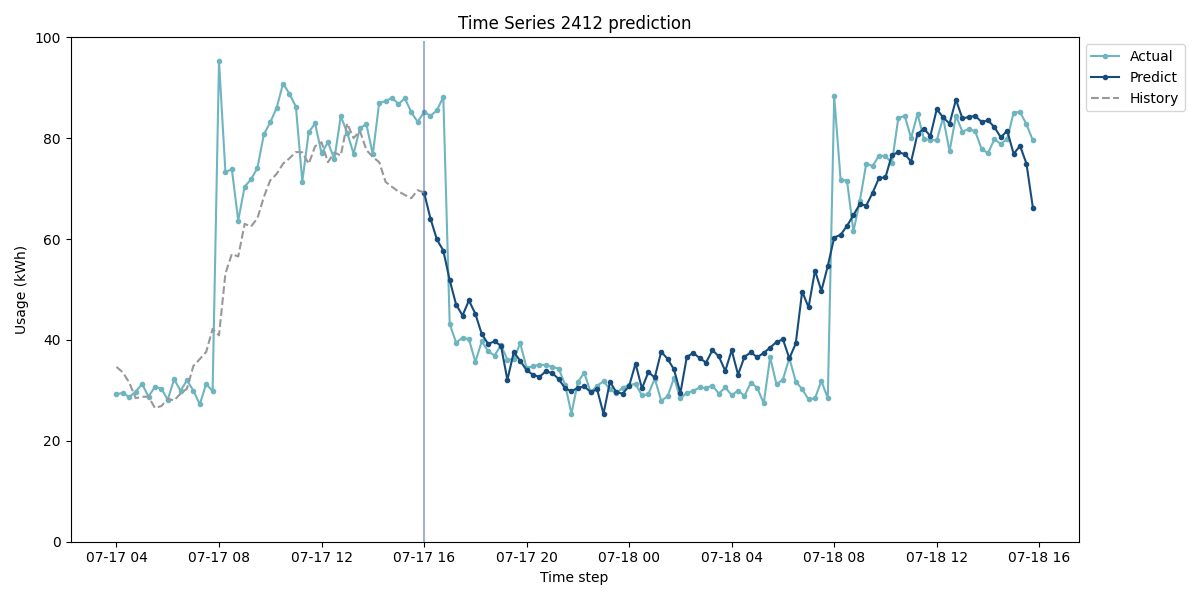 Time Series 2412 prediction
100
80
60
40
20
0
Usage (kWh)
07-17 04
07-17 08
07-17 12
07-17 16
07-17 20
07-18 00
07-18 04
07-18 08
07-18 12
07-18 16
Time step
Actual
Predict
History